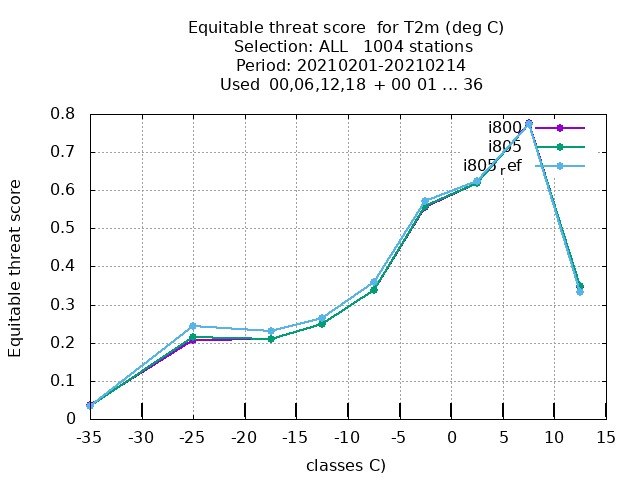 Equitable threat score for T2m (deg C)
Selection: ALL 1004 stations
Period: 20210201-20210214
Used 00,06,12,18 + 00 01 ... 36
0.8
0.7
0.6
0.5
0.4
0.3
0.2
0.1
0
Equitable threat score
i800
i805
i805ref
-35 -30 -25 -20 -15 -10 -5 0 5 10 15
classes C)